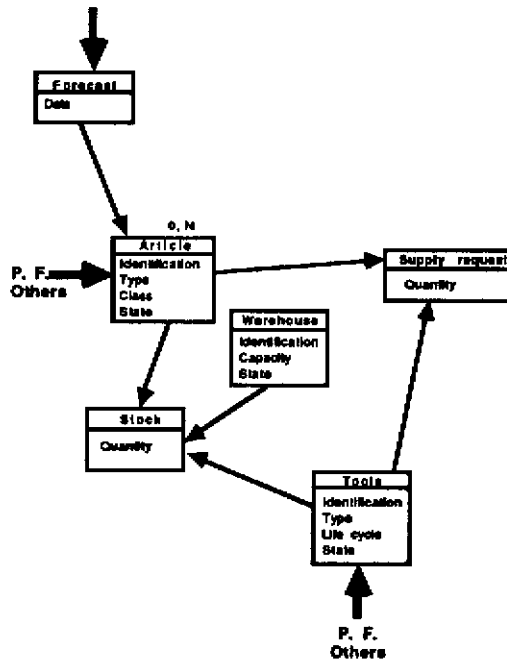 Forecast
Date
0, N
Article
Identification
Type
Class
State
P. F.
Others
Supply request
Quantity
Warehouse
Identification
Capacity
State
Stock
Quantity
Tools
Identification
Type
Life cycle
State
P. F.
Others